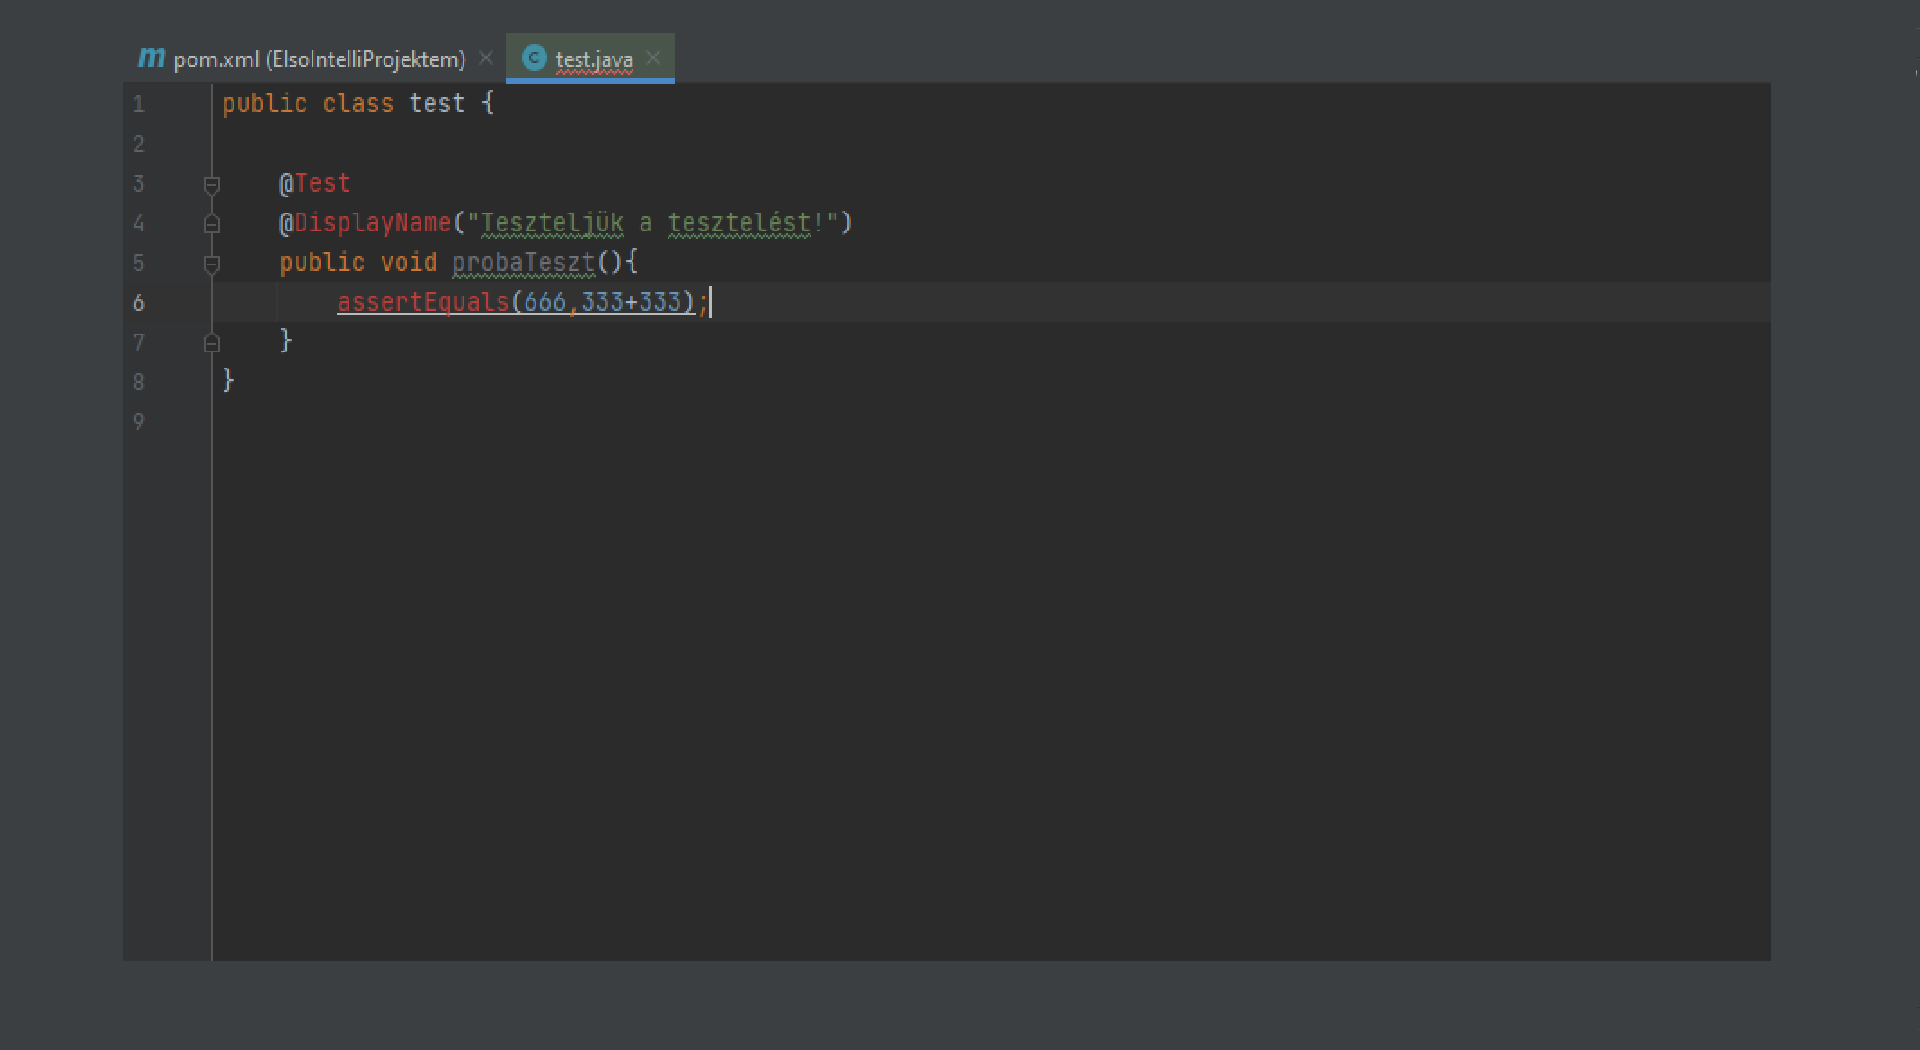 m pom.xml (ElsoIntelliProjektem) × C test.java ×
1 public class test {
2
3 @Test
4 @DisplayName("Teszteljük a tesztelést!")
5 public void probaTeszt(){
6 assertEquals(666,333+333);
7 }
8 }
9